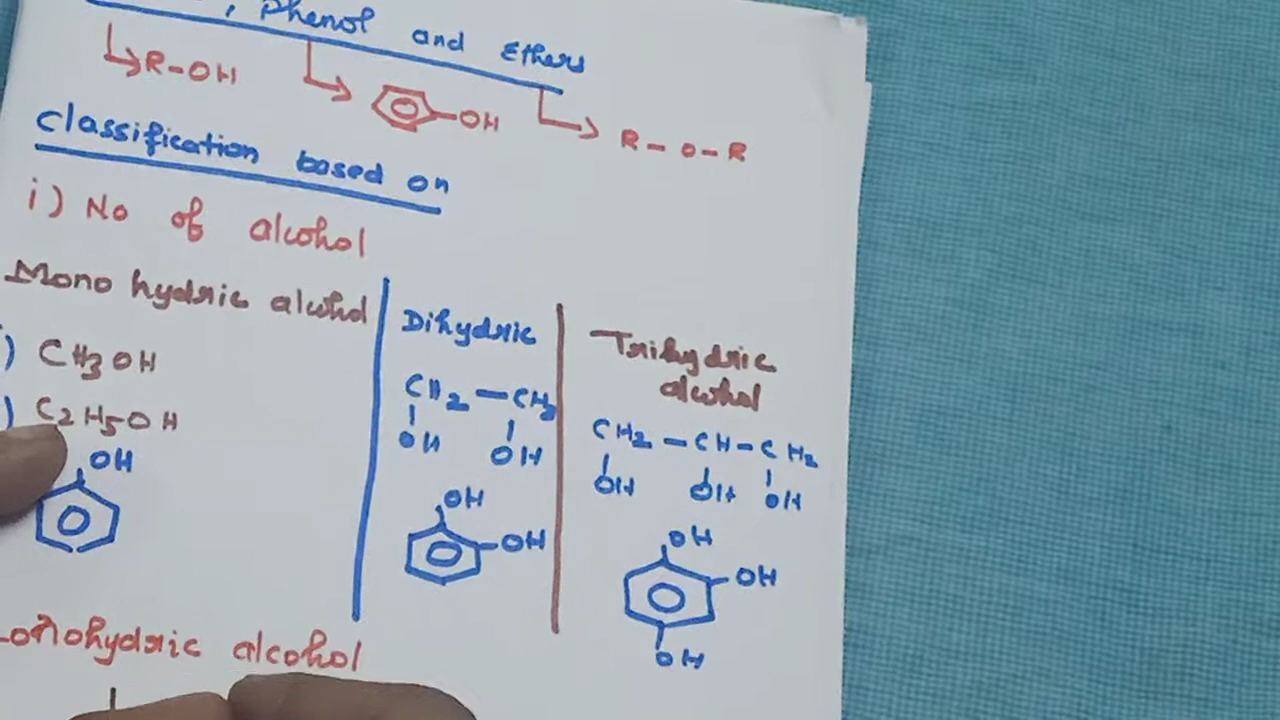 , Phenol and Ethers
R-OH
OH
R-O-R
classification based on
i) No of alcohol
Mono hydric alcohol
Dihydric
Trihydric alcohol
) CH3OH
) C2H5OH
OH
CH2 - CH2
OH OH
OH
OH
CH2 - CH - CH2
OH OH OH
OH
OH
OH
onohydric alcohol